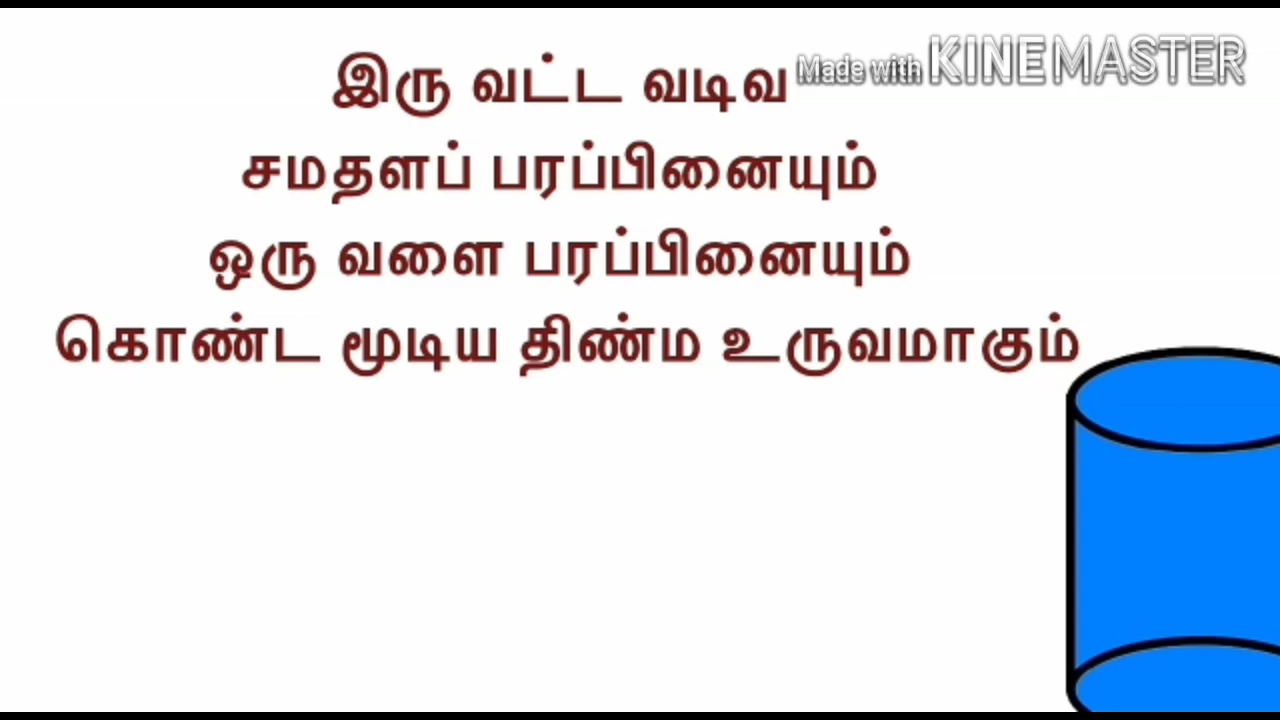 இரு வட்ட வடிவ
Made with KINEMASTER
சமதளப் பரப்பினையும்
ஒரு வளை பரப்பினையும்
கொண்ட மூடிய திண்ம உருவமாகும்